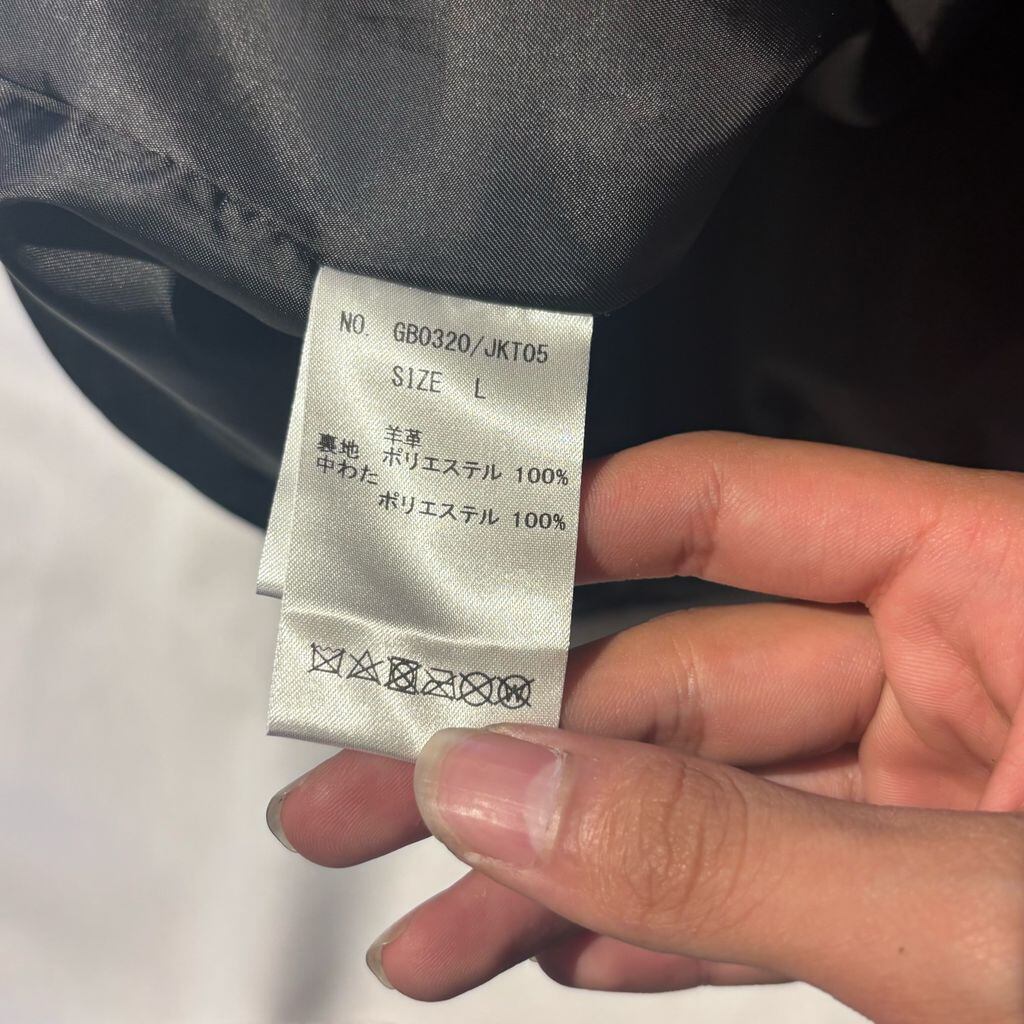 NO. GB0320/JKT05
SIZE L
羊革
裏地 ポリエステル 100%
中わた
ポリエステル 100%
W